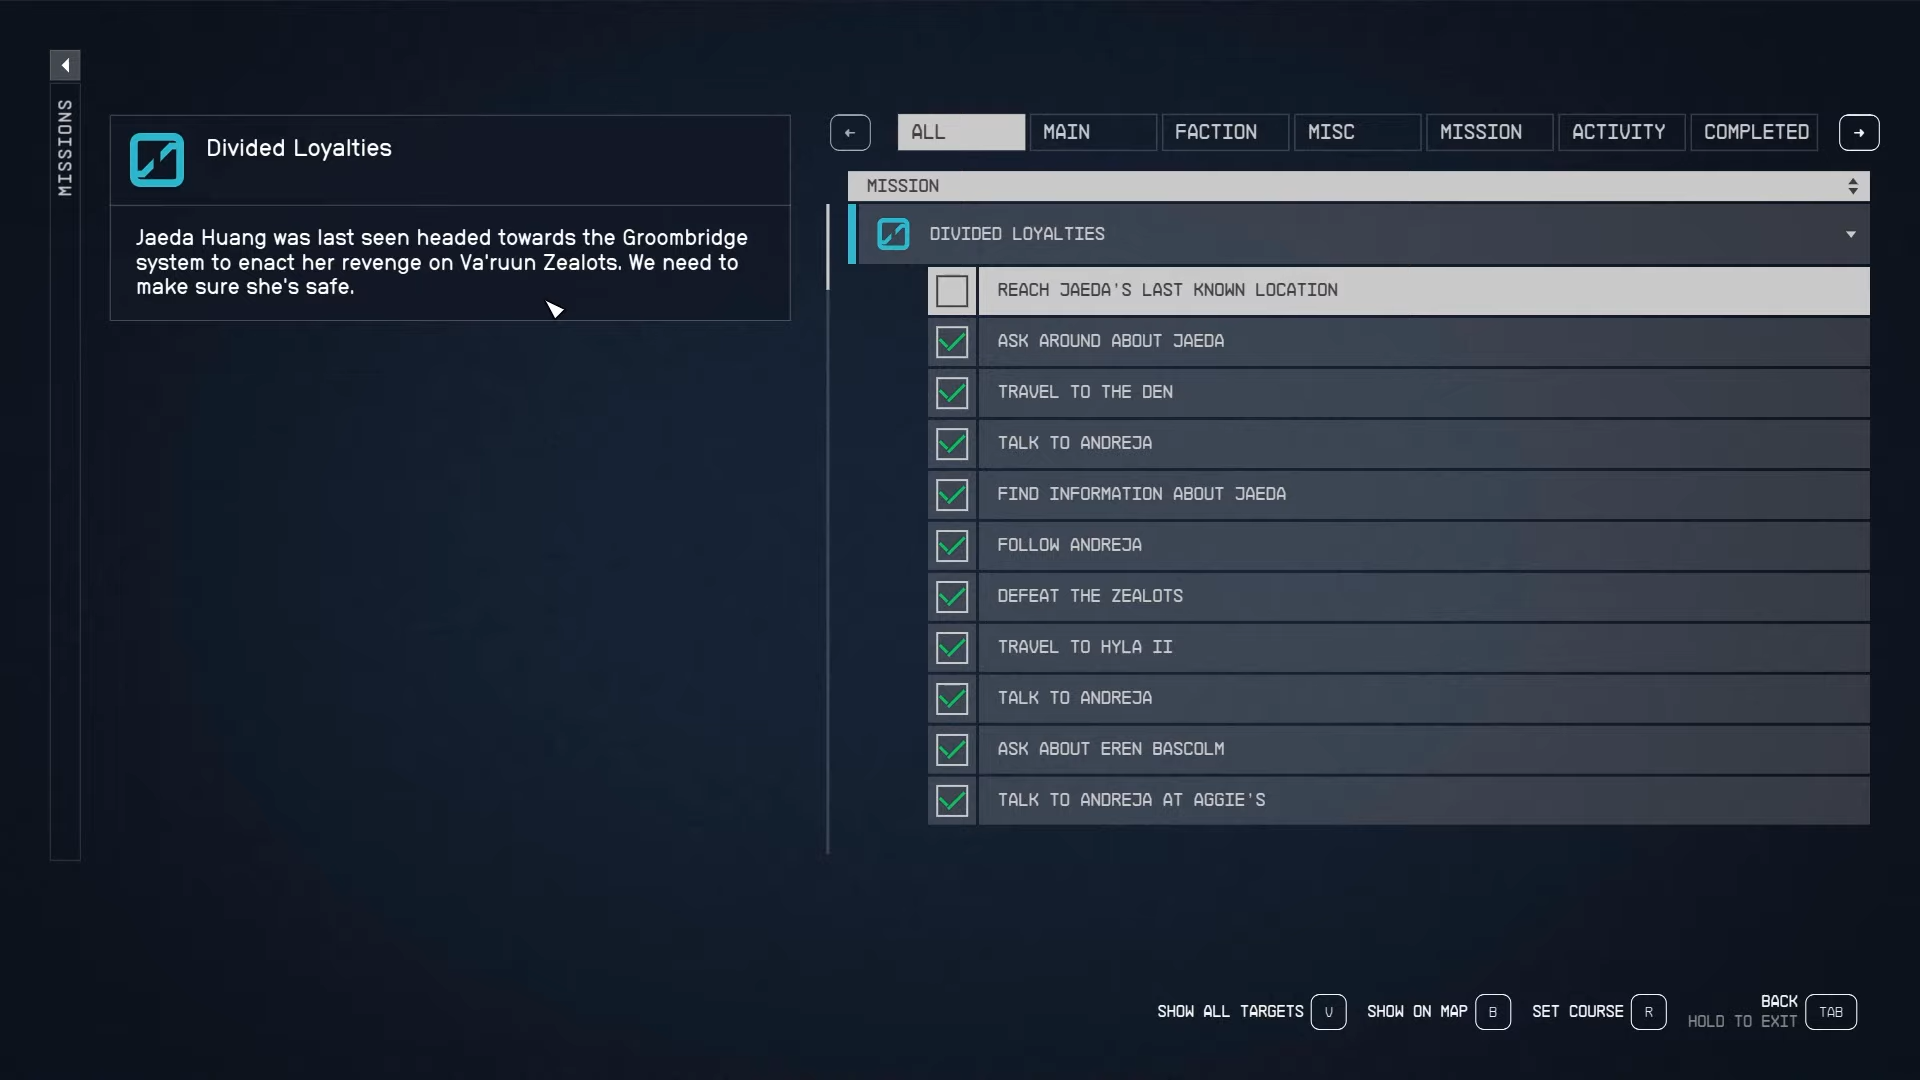 MISSIONS
Divided Loyalties
Jaeda Huang was last seen headed towards the Groombridge
system to enact her revenge on Va'ruun Zealots. We need to
make sure she's safe.
← ALL MAIN FACTION MISC MISSION ACTIVITY COMPLETED →
MISSION
DIVIDED LOYALTIES
REACH JAEDA'S LAST KNOWN LOCATION
ASK AROUND ABOUT JAEDA
TRAVEL TO THE DEN
TALK TO ANDREJA
FIND INFORMATION ABOUT JAEDA
FOLLOW ANDREJA
DEFEAT THE ZEALOTS
TRAVEL TO HYLA II
TALK TO ANDREJA
ASK ABOUT EREN BASCOLM
TALK TO ANDREJA AT AGGIE'S
SHOW ALL TARGETS V SHOW ON MAP B SET COURSE R BACK TAB
HOLD TO EXIT